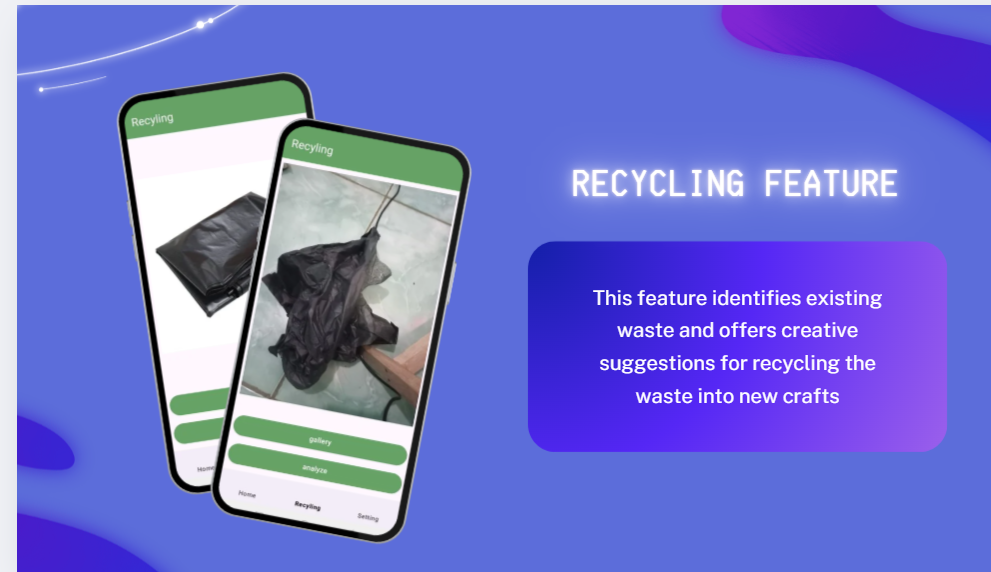 Recyling
Recyling
gallery
analyze
Home
Home
Recyling
Setting
RECYCLING FEATURE
This feature identifies existing
waste and offers creative
suggestions for recycling the
waste into new crafts